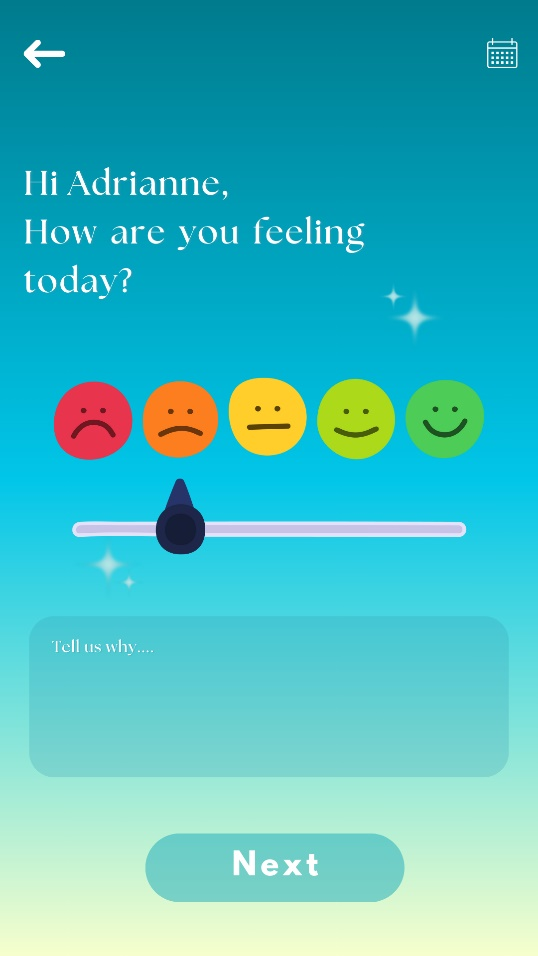 Hi Adrianne,
How are you feeling
today?
Tell us why....
Next